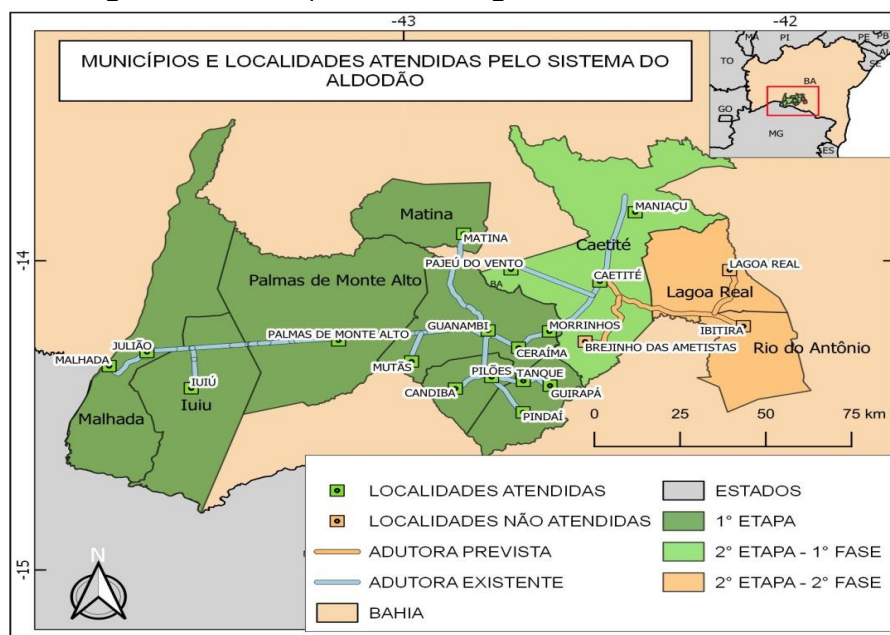 -43
-42
MUNICÍPIOS E LOCALIDADES ATENDIDAS PELO SISTEMA DO
ALDODÃO
MA
PI
PE
PB
AL
SE
TO
BA
GO
MG
ES
MANIAÇU
Matina
MATINA
Caetité
-14
PAJEÚ DO VENTO
BA
CAETITÉ
LAGOA REAL
Palmas de Monte Alto
Lagoa Real
PALMAS DE MONTE ALTO
GUANAMBI
MORRINHOS
IBITIRA
JULIÃO
MALHADA
CERAÍMA
BREJINHO DAS AMETISTAS
Rio do Antônio
MUTÃS
PILÕES
TANQUE
IUIÚ
CANDIBA
GUIRAPÁ
Iuiu
Malhada
PINDAÍ
0 25 50 75 km
LOCALIDADES ATENDIDAS
LOCALIDADES NÃO ATENDIDAS
ADUTORA PREVISTA
ADUTORA EXISTENTE
BAHIA
ESTADOS
1° ETAPA
2° ETAPA - 1° FASE
2° ETAPA - 2° FASE
N
-15